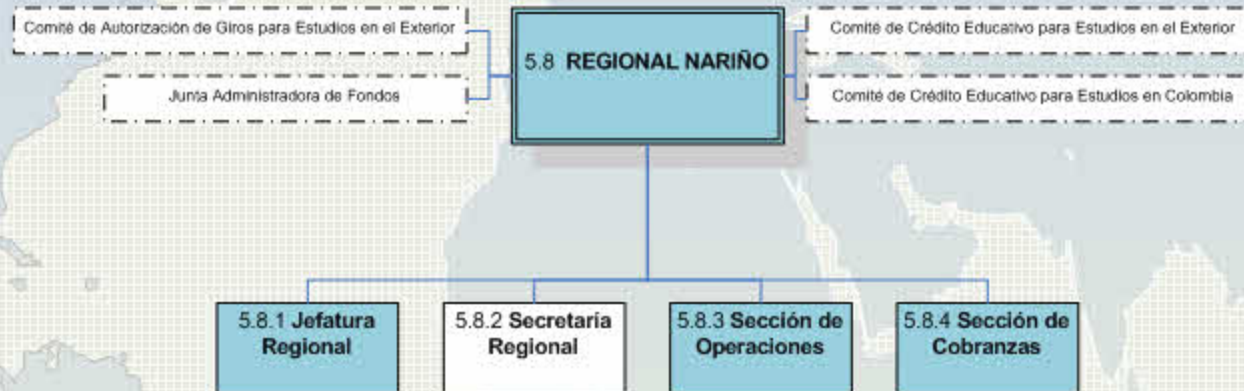 Comité de Autorización de Giros para Estudios en el Exterior
Junta Administradora de Fondos
5.8 REGIONAL NARIÑO
Comité de Crédito Educativo para Estudios en el Exterior
Comité de Crédito Educativo para Estudios en Colombia
5.8.1 Jefatura
Regional
5.8.2 Secretaría
Regional
5.8.3 Sección de
Operaciones
5.8.4 Sección de
Cobranzas